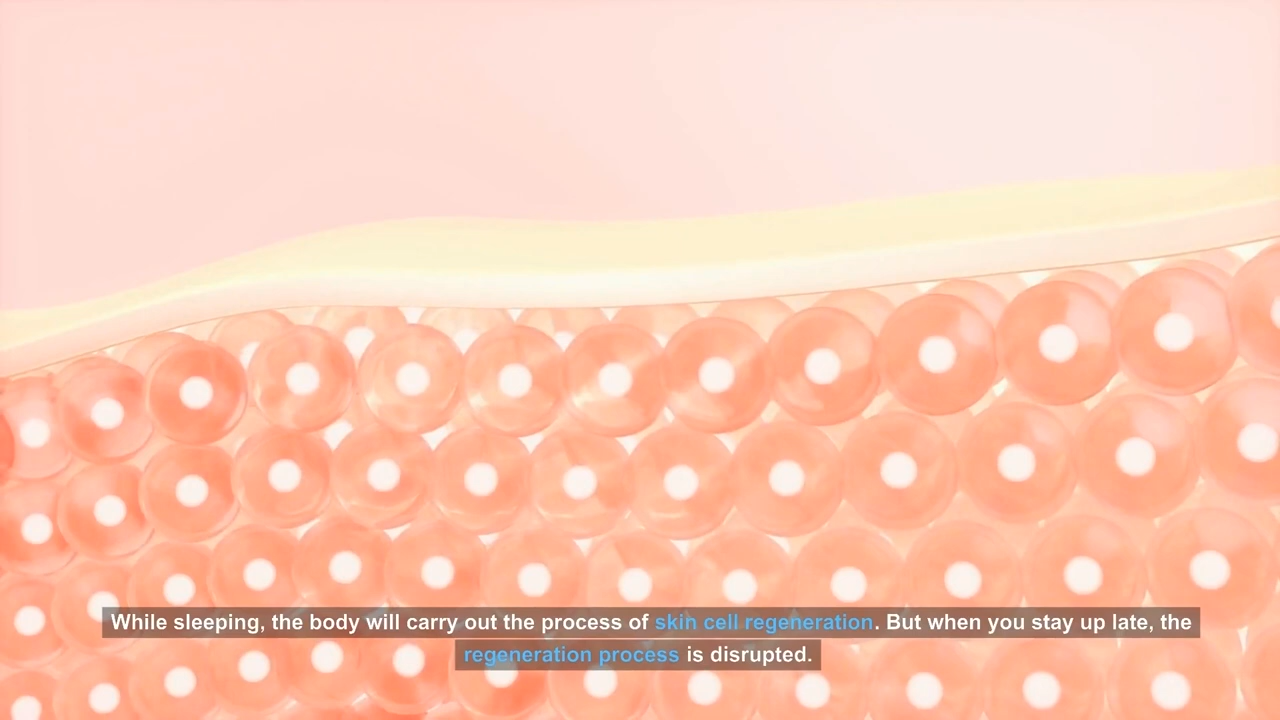 While sleeping, the body will carry out the process of skin cell regeneration. But when you stay up late, the
regeneration process is disrupted.